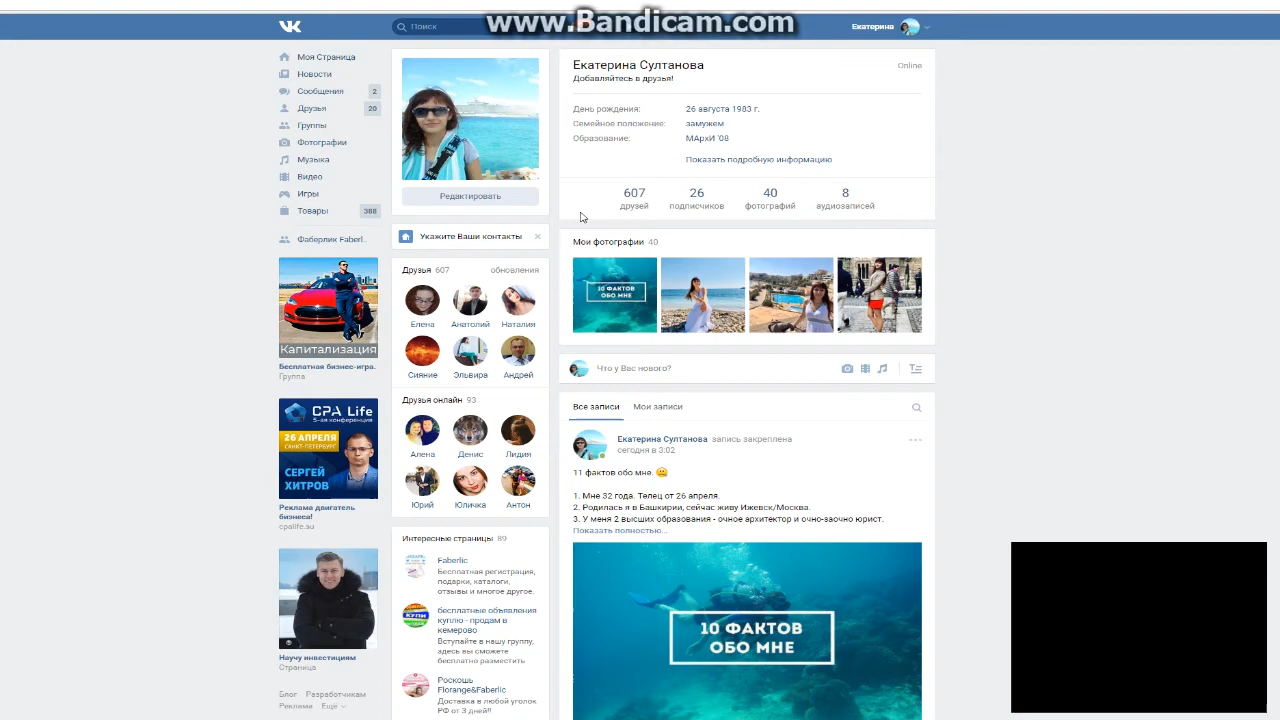 www.Bandicam.com
Поиск
Екатерина
Моя Страница
Новости
Сообщения 2
Друзья 20
Группы
Фотографии
Музыка
Видео
Игры
Товары 388
Фаберлик Faberl..
Капитализация
Бесплатная бизнес-игра.
Группа
CPA Life
5-ая конференция
26 АПРЕЛЯ
САНКТ-ПЕТЕРБУРГ
СЕРГЕЙ
ХИТРОВ
Реклама двигатель
бизнеса!
cpalife.su
Научу инвестициям
Страница
Блог Разработчикам
Реклама Ещё
Редактировать
Укажите Ваши контакты
Друзья 607 обновления
Елена Анатолий Наталия
Сияние Эльвира Андрей
Друзья онлайн 93
Алена Денис Лидия
Юрий Юличка Антон
Интересные страницы 89
Faberlic
Бесплатная регистрация,
подарки, каталоги,
отзывы и многое другое.
КУПИ
бесплатные объявления
куплю - продам в
кемерово
Вступайте в нашу группу,
здесь вы сможете
бесплатно разместить
Роскошь
Florange&Faberlic
Доставка в любой уголок
РФ от 3 дней!!
Екатерина Султанова Online
Добавляйтесь в друзья!
День рождения: 26 августа 1983 г.
Семейное положение: замужем
Образование: МАрхИ '08
Показать подробную информацию
607 26 40 8
друзей подписчиков фотографий аудиозаписей
Мои фотографии 40
10 ФАКТОВ
ОБО МНЕ
Что у Вас нового?
Все записи Мои записи
Екатерина Султанова запись закреплена
сегодня в 3:02
11 фактов обо мне.
1. Мне 32 года. Телец от 26 апреля.
2. Родилась я в Башкирии, сейчас живу Ижевск/Москва.
3. У меня 2 высших образования - очное архитектор и очно-заочно юрист.
Показать полностью...
10 ФАКТОВ
ОБО МНЕ